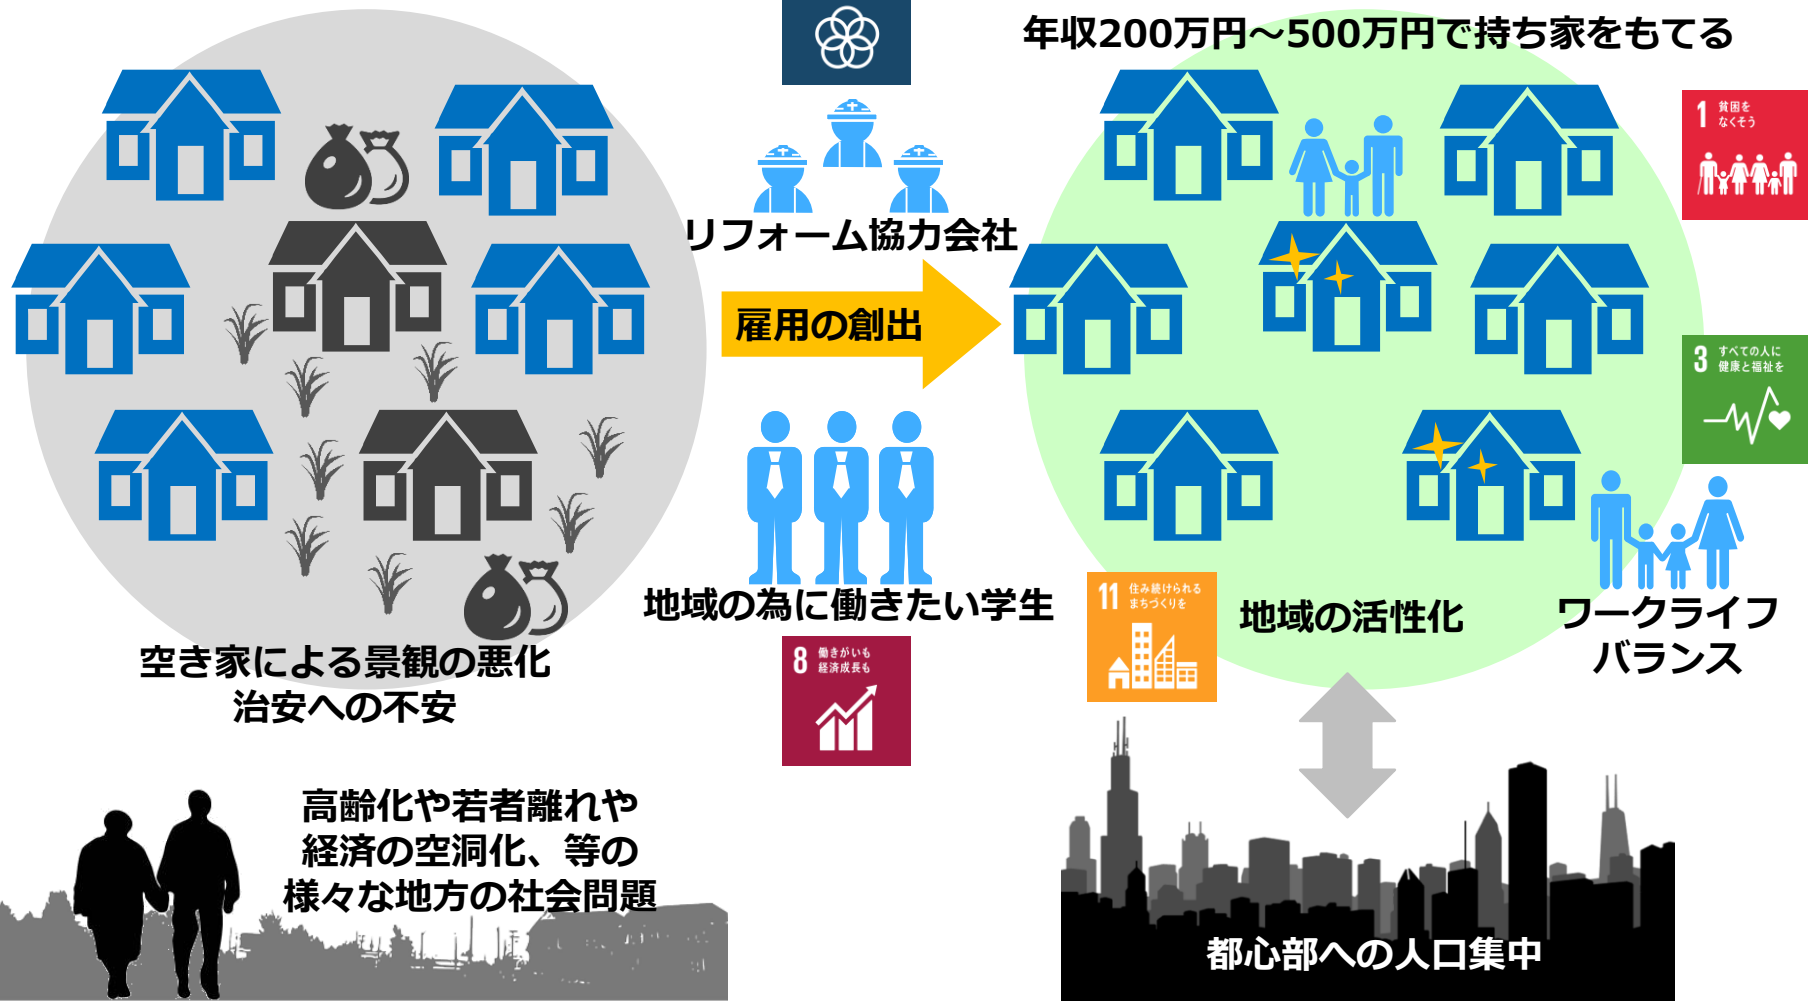 年収200万円～500万円で持ち家をもてる
1 貧困を
なくそう
リフォーム協力会社
雇用の創出
3 すべての人に
健康と福祉を
地域の為に働きたい学生
8 働きがいも
経済成長も
11 住み続けられる
まちづくりを
地域の活性化
ワークライフ
バランス
空き家による景観の悪化
治安への不安
高齢化や若者離れや
経済の空洞化、等の
様々な地方の社会問題
都心部への人口集中